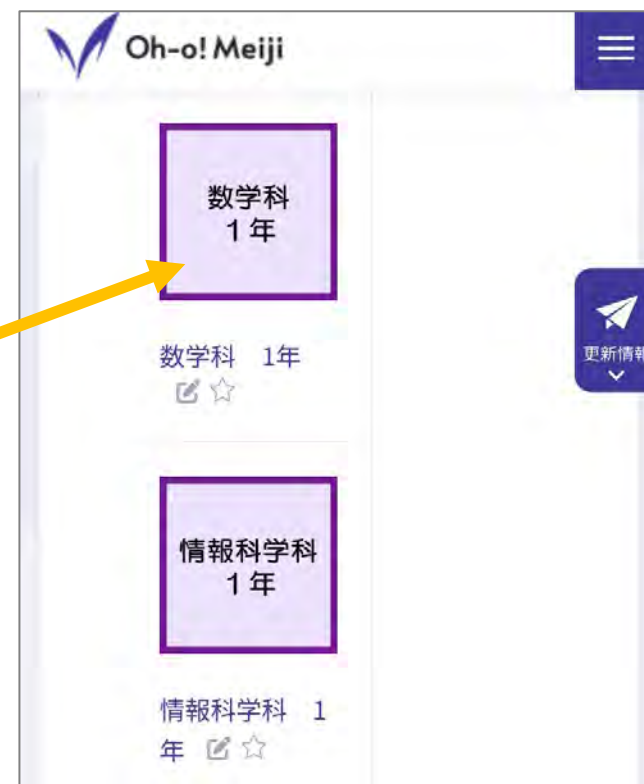 Oh-o! Meiji
数学科
1年
更新情報
数学科 1年
情報科学科
1年
情報科学科 1
年